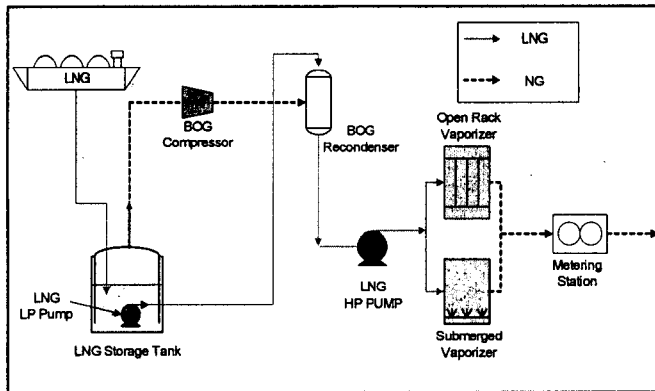 LNG
LNG
NG
BOG
Compressor
BOG
Recondenser
Open Rack
Vaporizer
LNG
LP Pump
LNG Storage Tank
LNG
HP PUMP
Submerged
Vaporizer
Metering
Station